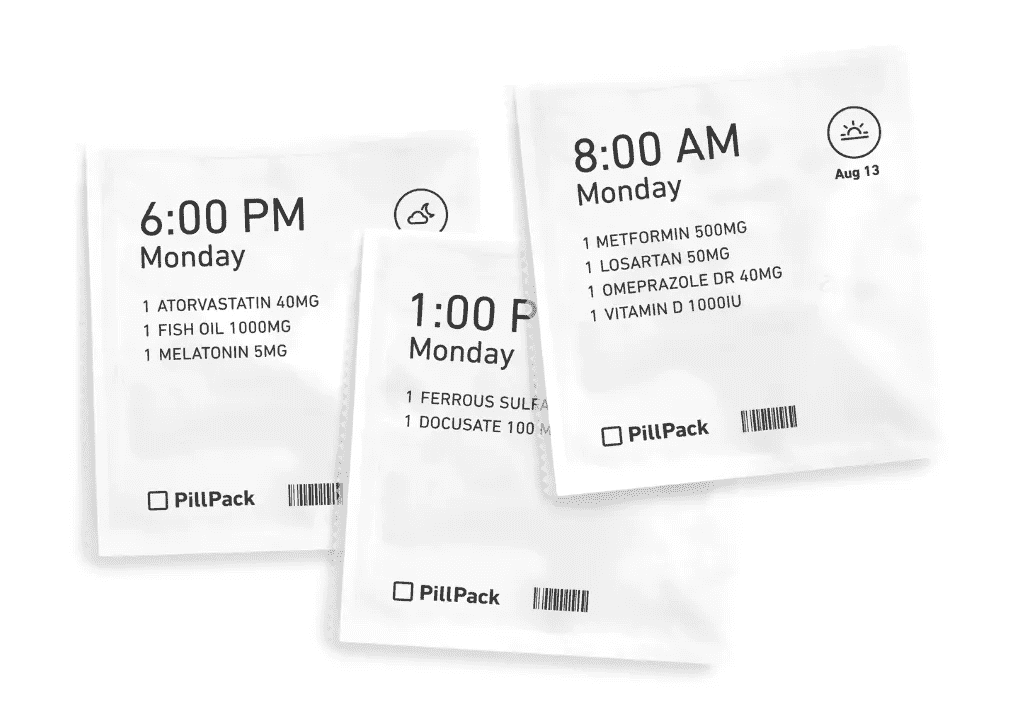 6:00 PM
Monday
1 ATORVASTATIN 40MG
1 FISH OIL 1000MG
1 MELATONIN 5MG
PillPack
1:00 P
Monday
1 FERROUS SULFA
1 DOCUSATE 100 M
PillPack
8:00 AM
Monday
Aug 13
1 METFORMIN 500MG
1 LOSARTAN 50MG
1 OMEPRAZOLE DR 40MG
1 VITAMIN D 1000IU
PillPack